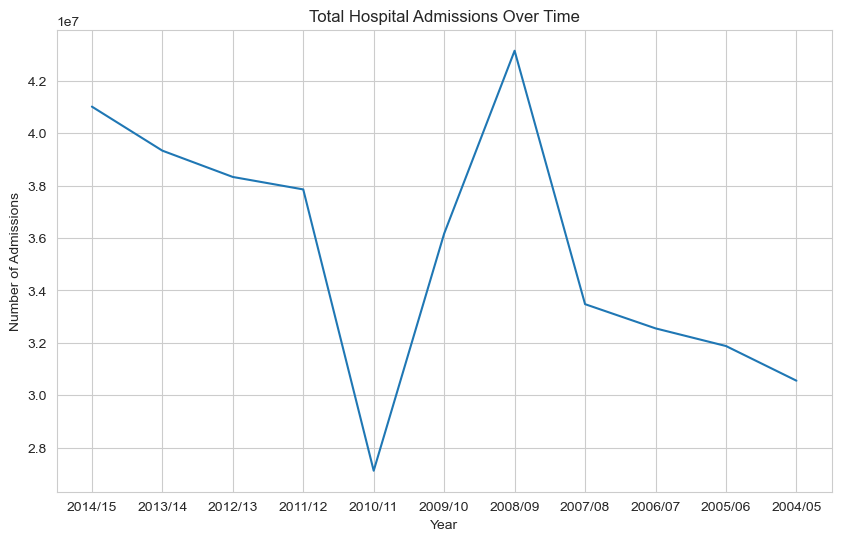 Total Hospital Admissions Over Time
1e7
4.2
4.0
3.8
3.6
3.4
3.2
3.0
2.8
Number of Admissions
2014/15 2013/14 2012/13 2011/12 2010/11 2009/10 2008/09 2007/08 2006/07 2005/06 2004/05
Year